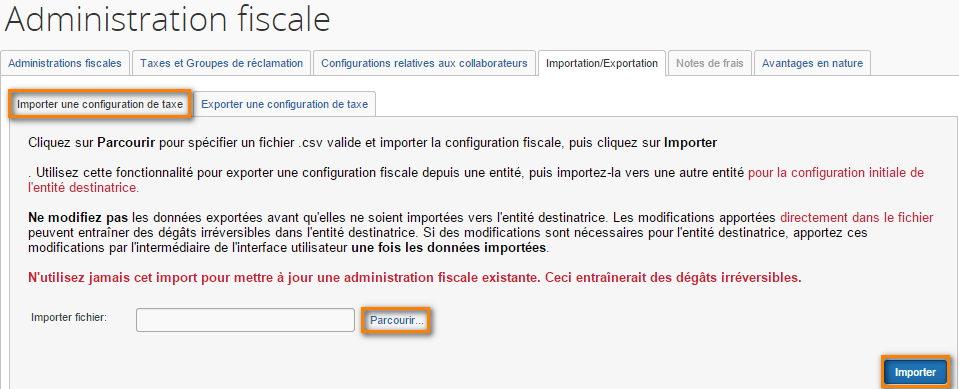 Administration fiscale
Administrations fiscales
Taxes et Groupes de réclamation
Configurations relatives aux collaborateurs
Importation/Exportation
Notes de frais
Avantages en nature
Importer une configuration de taxe
Exporter une configuration de taxe
Cliquez sur Parcourir pour spécifier un fichier .csv valide et importer la configuration fiscale, puis cliquez sur Importer
. Utilisez cette fonctionnalité pour exporter une configuration fiscale depuis une entité, puis importez-la vers une autre entité pour la configuration initiale de
l'entité destinatrice.
Ne modifiez pas les données exportées avant qu'elles ne soient importées vers l'entité destinatrice. Les modifications apportées directement dans le fichier
peuvent entraîner des dégâts irréversibles dans l'entité destinatrice. Si des modifications sont nécessaires pour l'entité destinatrice, apportez ces
modifications par l'intermédiaire de l'interface utilisateur une fois les données importées.
N'utilisez jamais cet import pour mettre à jour une administration fiscale existante. Ceci entraînerait des dégâts irréversibles.
Importer fichier:
Parcourir...
Importer